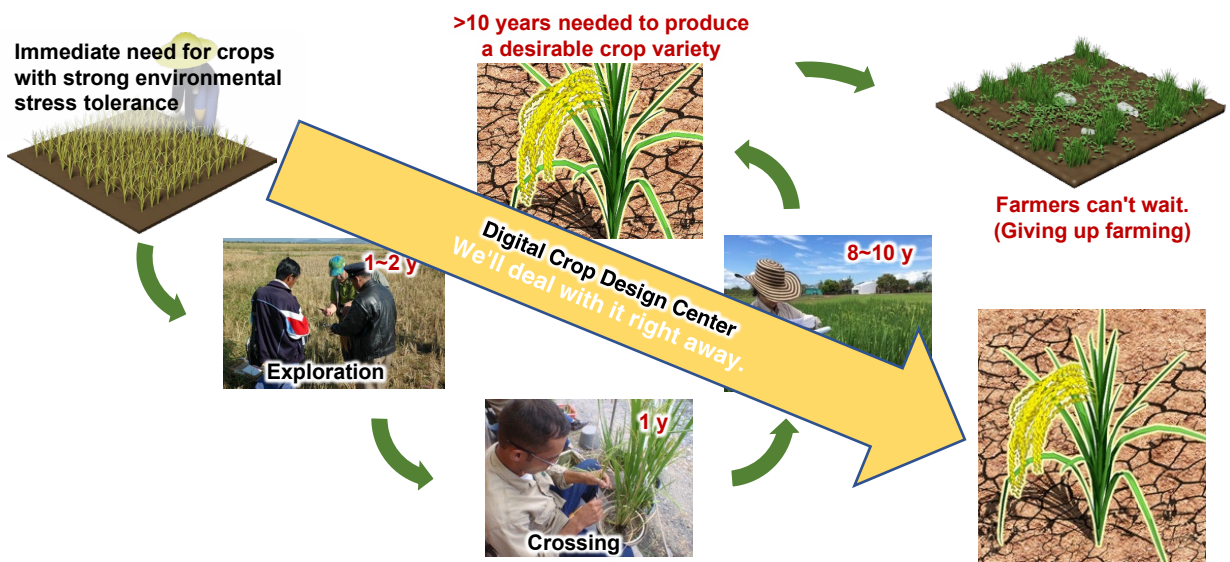 Immediate need for crops
with strong environmental
stress tolerance
>10 years needed to produce
a desirable crop variety
Farmers can't wait.
(Giving up farming)
1~2 y
Exploration
1 y
Crossing
8~10 y
Digital Crop Design Center
We'll deal with it right away.